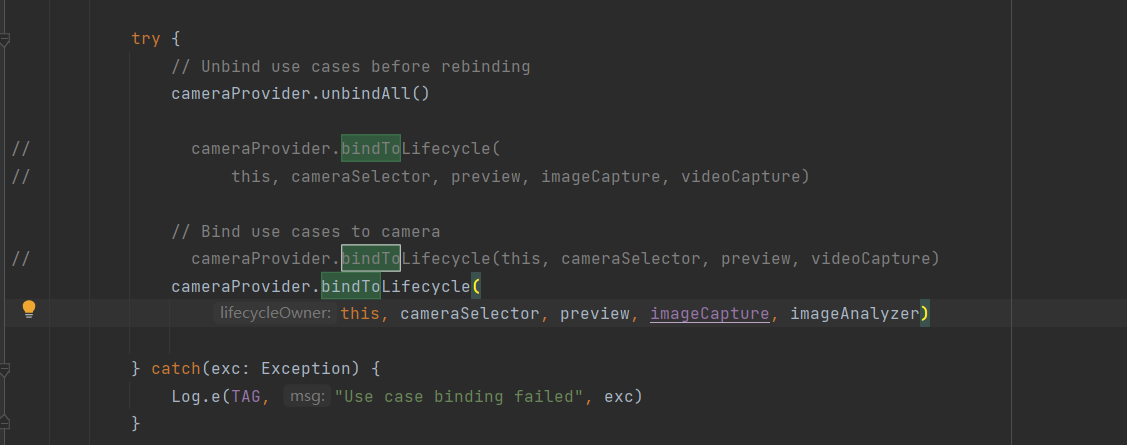 try {
// Unbind use cases before rebinding
cameraProvider.unbindAll()
// cameraProvider.bindToLifecycle(
// this, cameraSelector, preview, imageCapture, videoCapture)
// Bind use cases to camera
// cameraProvider.bindToLifecycle(this, cameraSelector, preview, videoCapture)
cameraProvider.bindToLifecycle(
lifecycleOwner: this, cameraSelector, preview, imageCapture, imageAnalyzer)
} catch(exc: Exception) {
Log.e(TAG, msg: "Use case binding failed", exc)
}